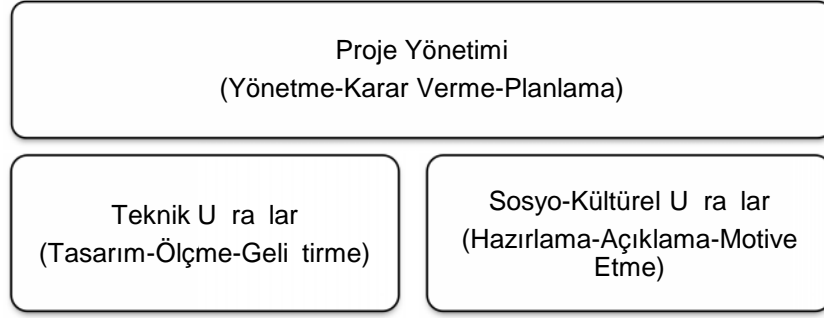 Proje Yönetimi
(Yönetme-Karar Verme-Planlama)
Teknik U ra lar
(Tasarım-Ölçme-Geli tirme)
Sosyo-Kültürel U ra lar
(Hazırlama-Açıklama-Motive
Etme)